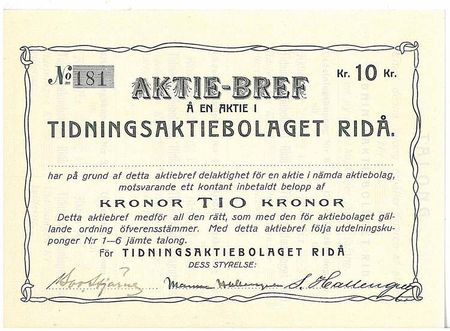 No 181
AKTIE-BREF
Kr. 10 Kr.
Å EN AKTIE I
TIDNINGSAKTIEBOLAGET RIDÅ.
har på grund af detta aktiebref delaktighet för en aktie i nämda aktiebolag,
motsvarande ett kontant inbetaldt belopp af
KRONOR TIO KRONOR
Detta aktiebref medför all den rätt, som med den för aktiebolaget gäl-
lande ordning öfverensstämmer. Med detta aktiebref följa utdelningsku-
ponger N:r 1—6 jämte talong.
För TIDNINGSAKTIEBOLAGET RIDÅ
DESS STYRELSE: